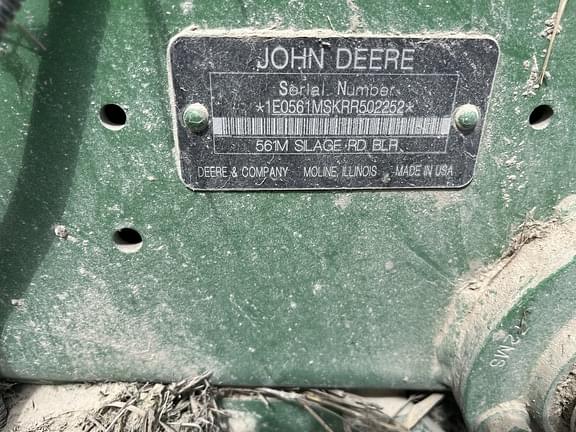 JOHN DEERE
Serial Number
*1E0561MSKRR502252*
561M SILAGE RD BLR
DEERE & COMPANY MOLINE, ILLINOIS MADE IN USA